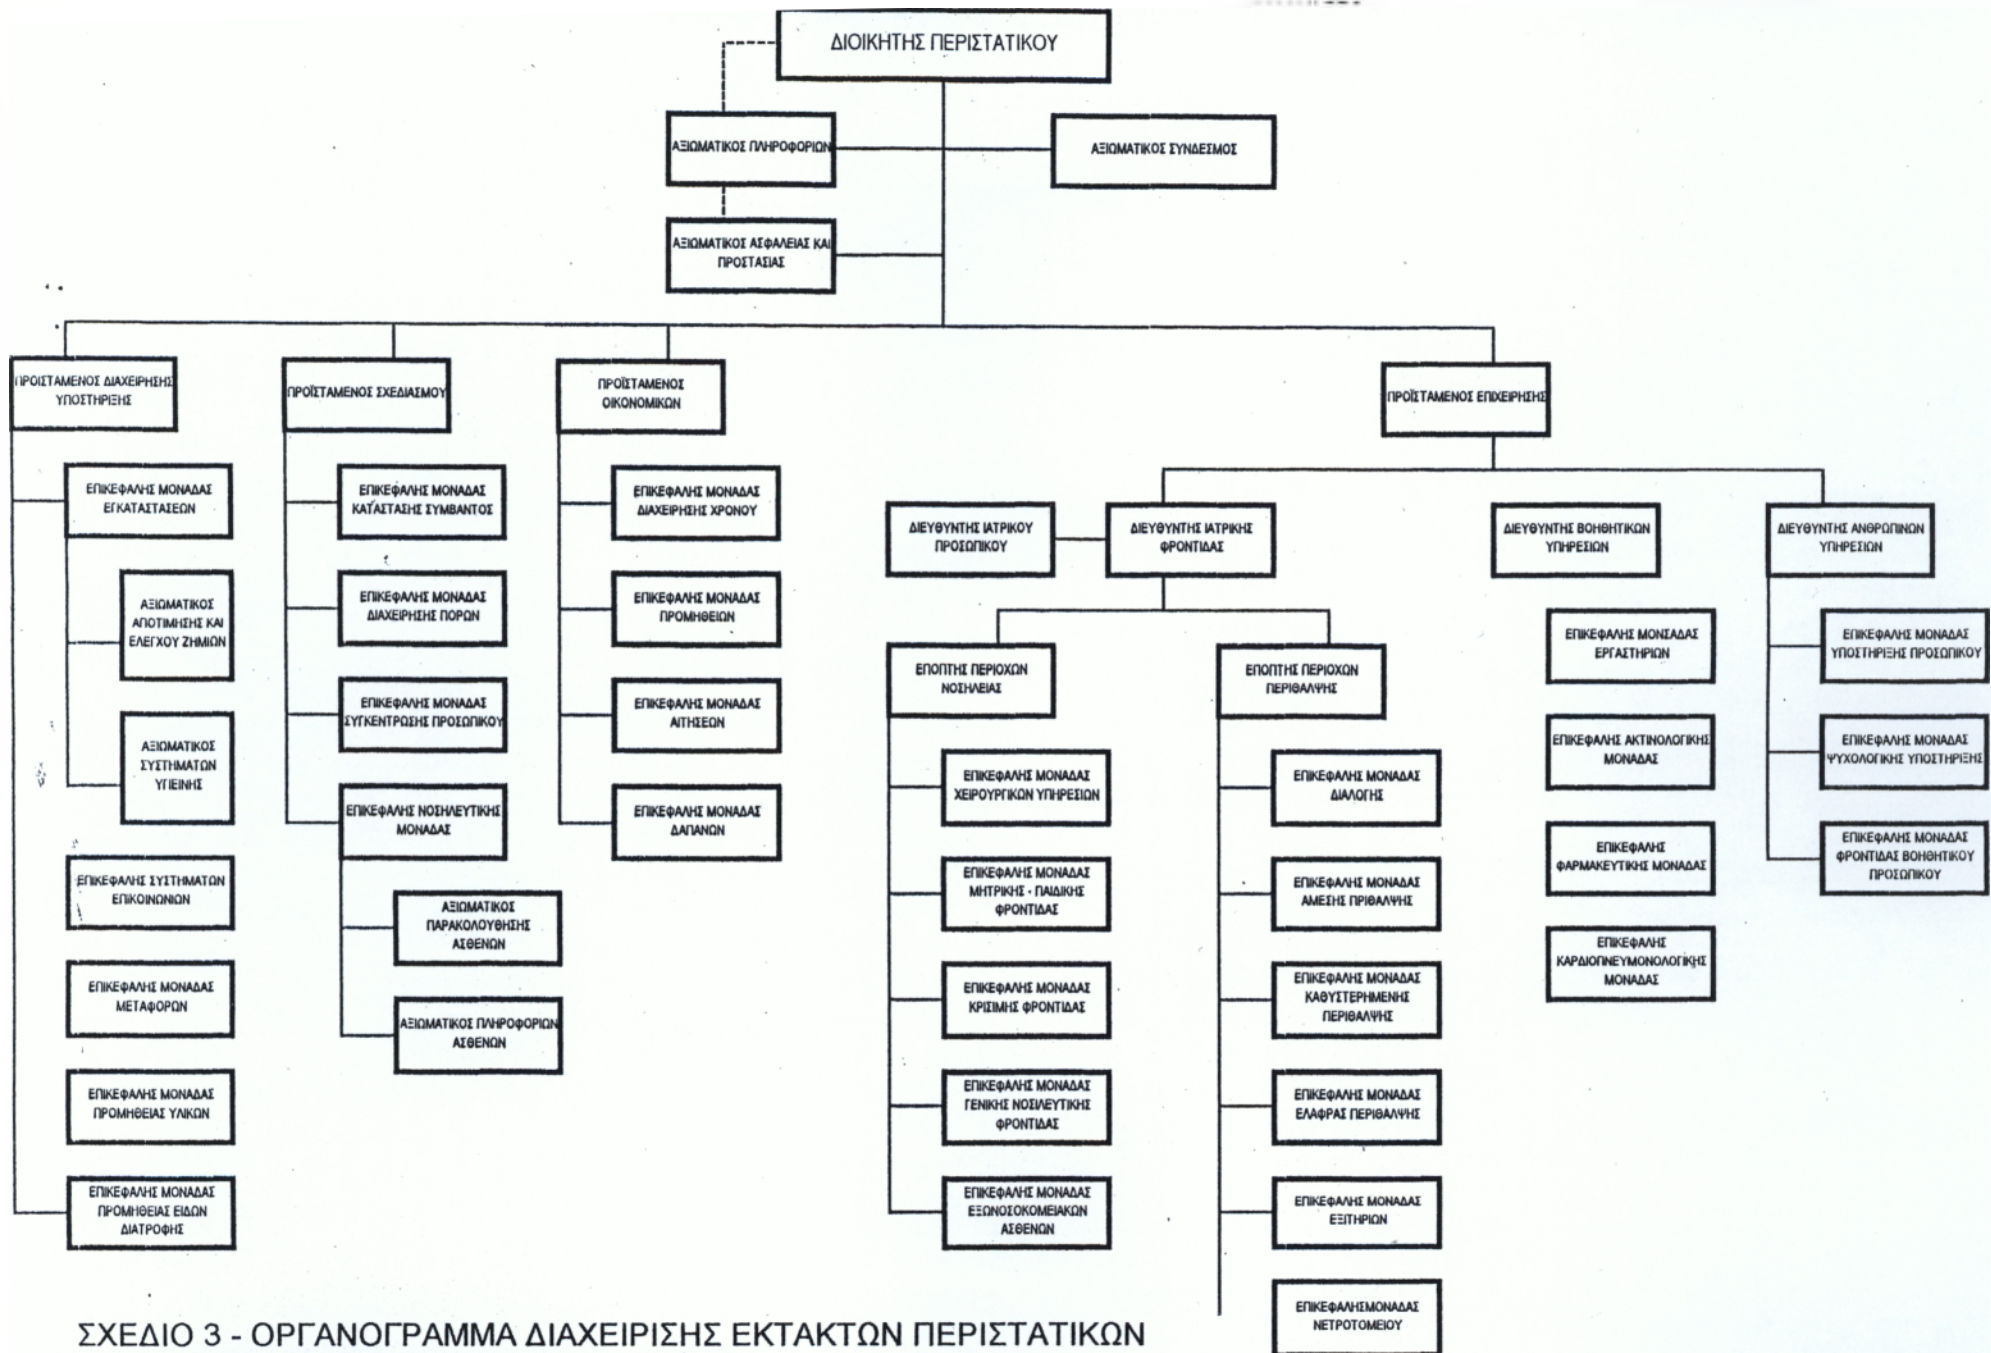 ΔΙΟΙΚΗΤΗΣ ΠΕΡΙΣΤΑΤΙΚΟΥ
ΑΞΙΩΜΑΤΙΚΟΣ ΠΛΗΡΟΦΟΡΙΩΝ
ΑΞΙΩΜΑΤΙΚΟΣ ΣΥΝΔΕΣΜΟΣ
ΑΞΙΩΜΑΤΙΚΟΣ ΑΣΦΑΛΕΙΑΣ ΚΑΙ
ΠΡΟΣΤΑΣΙΑΣ
ΠΡΟΙΣΤΑΜΕΝΟΣ ΔΙΑΧΕΙΡΗΣΗΣ
ΥΠΟΣΤΗΡΙΞΗΣ
ΠΡΟΪΣΤΑΜΕΝΟΣ ΣΧΕΔΙΑΣΜΟΥ
ΠΡΟΪΣΤΑΜΕΝΟΣ
ΟΙΚΟΝΟΜΙΚΩΝ
ΠΡΟΪΣΤΑΜΕΝΟΣ ΕΠΙΧΕΙΡΗΣΗΣ
ΕΠΙΚΕΦΑΛΗΣ ΜΟΝΑΔΑΣ
ΕΓΚΑΤΑΣΤΑΣΕΩΝ
ΑΞΙΩΜΑΤΙΚΟΣ
ΑΠΟΤΙΜΗΣΗΣ ΚΑΙ
ΕΛΕΓΧΟΥ ΖΗΜΙΩΝ
ΑΞΙΩΜΑΤΙΚΟΣ
ΣΥΣΤΗΜΑΤΩΝ
ΥΓΙΕΙΝΗΣ
ΕΠΙΚΕΦΑΛΗΣ ΣΥΣΤΗΜΑΤΩΝ
ΕΠΙΚΟΙΝΩΝΙΩΝ
ΕΠΙΚΕΦΑΛΗΣ ΜΟΝΑΔΑΣ
ΜΕΤΑΦΟΡΩΝ
ΕΠΙΚΕΦΑΛΗΣ ΜΟΝΑΔΑΣ
ΠΡΟΜΗΘΕΙΑΣ ΥΛΙΚΩΝ
ΕΠΙΚΕΦΑΛΗΣ ΜΟΝΑΔΑΣ
ΠΡΟΜΗΘΕΙΑΣ ΕΙΔΩΝ
ΔΙΑΤΡΟΦΗΣ
ΕΠΙΚΕΦΑΛΗΣ ΜΟΝΑΔΑΣ
ΚΑΤΑΣΤΑΣΗΣ ΣΥΜΒΑΝΤΟΣ
ΕΠΙΚΕΦΑΛΗΣ ΜΟΝΑΔΑΣ
ΔΙΑΧΕΙΡΗΣΗΣ ΠΟΡΩΝ
ΕΠΙΚΕΦΑΛΗΣ ΜΟΝΑΔΑΣ
ΣΥΓΚΕΝΤΡΩΣΗΣ ΠΡΟΣΩΠΙΚΟΥ
ΕΠΙΚΕΦΑΛΗΣ ΝΟΣΗΛΕΥΤΙΚΗΣ
ΜΟΝΑΔΑΣ
ΑΞΙΩΜΑΤΙΚΟΣ
ΠΑΡΑΚΟΛΟΥΘΗΣΗΣ
ΑΣΘΕΝΩΝ
ΑΞΙΩΜΑΤΙΚΟΣ ΠΛΗΡΟΦΟΡΙΩΝ
ΑΣΘΕΝΩΝ
ΕΠΙΚΕΦΑΛΗΣ ΜΟΝΑΔΑΣ
ΔΙΑΧΕΙΡΗΣΗΣ ΧΡΟΝΟΥ
ΕΠΙΚΕΦΑΛΗΣ ΜΟΝΑΔΑΣ
ΠΡΟΜΗΘΕΙΩΝ
ΕΠΙΚΕΦΑΛΗΣ ΜΟΝΑΔΑΣ
ΑΙΤΗΣΕΩΝ
ΕΠΙΚΕΦΑΛΗΣ ΜΟΝΑΔΑΣ
ΔΑΠΑΝΩΝ
ΔΙΕΥΘΥΝΤΗΣ ΙΑΤΡΙΚΟΥ
ΠΡΟΣΩΠΙΚΟΥ
ΔΙΕΥΘΥΝΤΗΣ ΙΑΤΡΙΚΗΣ
ΦΡΟΝΤΙΔΑΣ
ΔΙΕΥΘΥΝΤΗΣ ΒΟΗΘΗΤΙΚΩΝ
ΥΠΗΡΕΣΙΩΝ
ΔΙΕΥΘΥΝΤΗΣ ΑΝΘΡΩΠΙΝΩΝ
ΥΠΗΡΕΣΙΩΝ
ΕΠΟΠΤΗΣ ΠΕΡΙΟΧΩΝ
ΝΟΣΗΛΕΙΑΣ
ΕΠΙΚΕΦΑΛΗΣ ΜΟΝΑΔΑΣ
ΧΕΙΡΟΥΡΓΙΚΩΝ ΥΠΗΡΕΣΙΩΝ
ΕΠΙΚΕΦΑΛΗΣ ΜΟΝΑΔΑΣ
ΜΗΤΡΙΚΗΣ - ΠΑΙΔΙΚΗΣ
ΦΡΟΝΤΙΔΑΣ
ΕΠΙΚΕΦΑΛΗΣ ΜΟΝΑΔΑΣ
ΚΡΙΣΙΜΗΣ ΦΡΟΝΤΙΔΑΣ
ΕΠΙΚΕΦΑΛΗΣ ΜΟΝΑΔΑΣ
ΓΕΝΙΚΗΣ ΝΟΣΙΛΕΥΤΙΚΗΣ
ΦΡΟΝΤΙΔΑΣ
ΕΠΙΚΕΦΑΛΗΣ ΜΟΝΑΔΑΣ
ΕΞΩΝΟΣΟΚΟΜΕΙΑΚΩΝ
ΑΣΘΕΝΩΝ
ΕΠΟΠΤΗΣ ΠΕΡΙΟΧΩΝ
ΠΕΡΙΘΑΛΨΗΣ
ΕΠΙΚΕΦΑΛΗΣ ΜΟΝΑΔΑΣ
ΔΙΑΛΟΓΗΣ
ΕΠΙΚΕΦΑΛΗΣ ΜΟΝΑΔΑΣ
ΑΜΕΣΗΣ ΠΡΙΘΑΛΨΗΣ
ΕΠΙΚΕΦΑΛΗΣ ΜΟΝΑΔΑΣ
ΚΑΘΥΣΤΕΡΗΜΕΝΗΣ
ΠΕΡΙΘΑΛΨΗΣ
ΕΠΙΚΕΦΑΛΗΣ ΜΟΝΑΔΑΣ
ΕΛΑΦΡΑΣ ΠΕΡΙΘΑΛΨΗΣ
ΕΠΙΚΕΦΑΛΗΣ ΜΟΝΑΔΑΣ
ΕΞΙΤΗΡΙΩΝ
ΕΠΙΚΕΦΑΛΗΣΜΟΝΑΔΑΣ
ΝΕΤΡΟΤΟΜΕΙΟΥ
ΕΠΙΚΕΦΑΛΗΣ ΜΟΝΣΑΔΑΣ
ΕΡΓΑΣΤΗΡΙΩΝ
ΕΠΙΚΕΦΑΛΗΣ ΑΚΤΙΝΟΛΟΓΙΚΗΣ
ΜΟΝΑΔΑΣ
ΕΠΙΚΕΦΑΛΗΣ
ΦΑΡΜΑΚΕΥΤΙΚΗΣ ΜΟΝΑΔΑΣ
ΕΠΙΚΕΦΑΛΗΣ
ΚΑΡΔΙΟΠΝΕΥΜΟΝΟΛΟΓΙΚΗΣ
ΜΟΝΑΔΑΣ
ΕΠΙΚΕΦΑΛΗΣ ΜΟΝΑΔΑΣ
ΥΠΟΣΤΗΡΙΞΗΣ ΠΡΟΣΩΠΙΚΟΥ
ΕΠΙΚΕΦΑΛΗΣ ΜΟΝΑΔΑΣ
ΨΥΧΟΛΟΓΙΚΗΣ ΥΠΟΣΤΗΡΙΞΗΣ
ΕΠΙΚΕΦΑΛΗΣ ΜΟΝΑΔΑΣ
ΦΡΟΝΤΙΔΑΣ ΒΟΗΘΗΤΙΚΟΥ
ΠΡΟΣΩΠΙΚΟΥ
ΣΧΕΔΙΟ 3 - ΟΡΓΑΝΟΓΡΑΜΜΑ ΔΙΑΧΕΙΡΙΣΗΣ ΕΚΤΑΚΤΩΝ ΠΕΡΙΣΤΑΤΙΚΩΝ